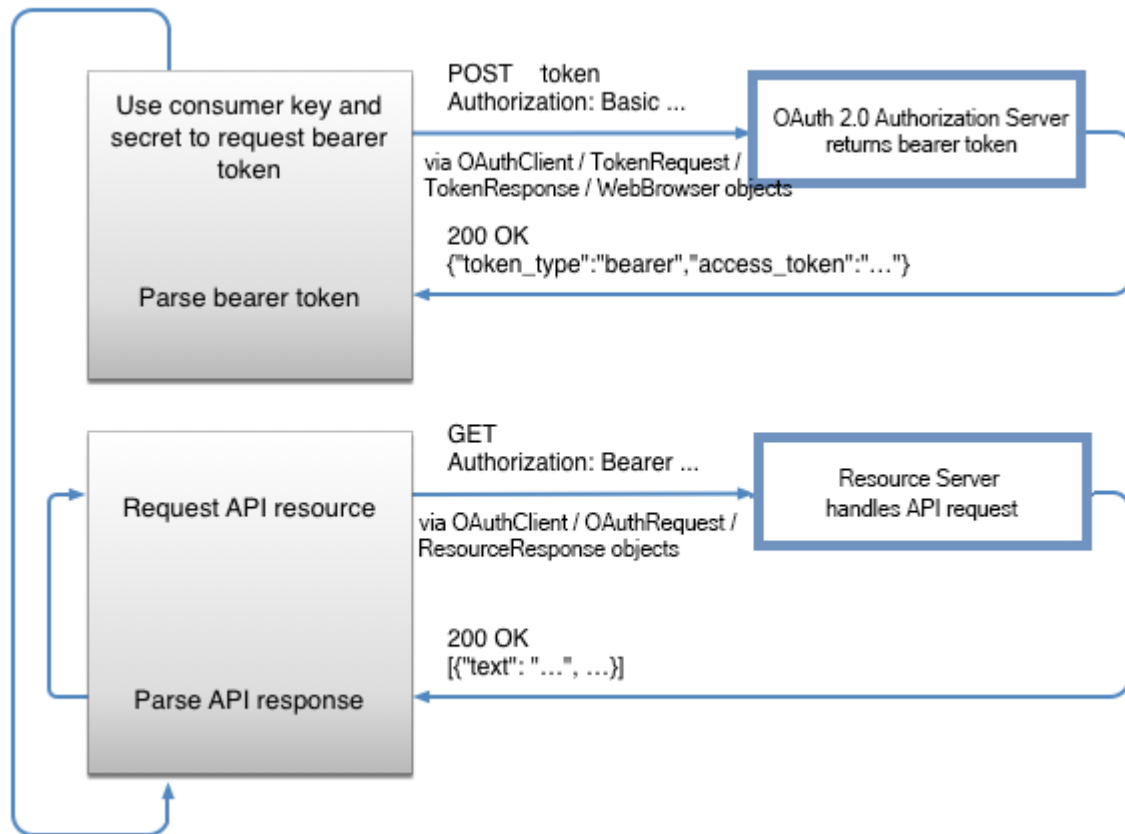 Use consumer key and
secret to request bearer
token
Parse bearer token
POST token
Authorization: Basic ...
via OAuthClient / TokenRequest /
TokenResponse / WebBrowser objects
200 OK
{"token_type":"bearer","access_token":"..."}
OAuth 2.0 Authorization Server
returns bearer token
Request API resource
Parse API response
GET
Authorization: Bearer ...
via OAuthClient / OAuthRequest /
ResourceResponse objects
200 OK
[{"text": "...", ...}]
Resource Server
handles API request